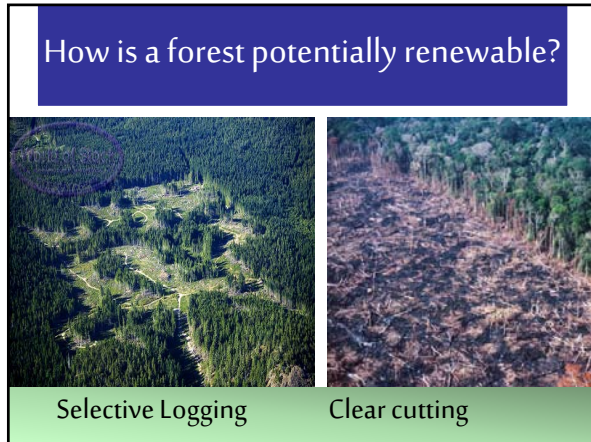 How is a forest potentially renewable?
Selective Logging
Clear cutting